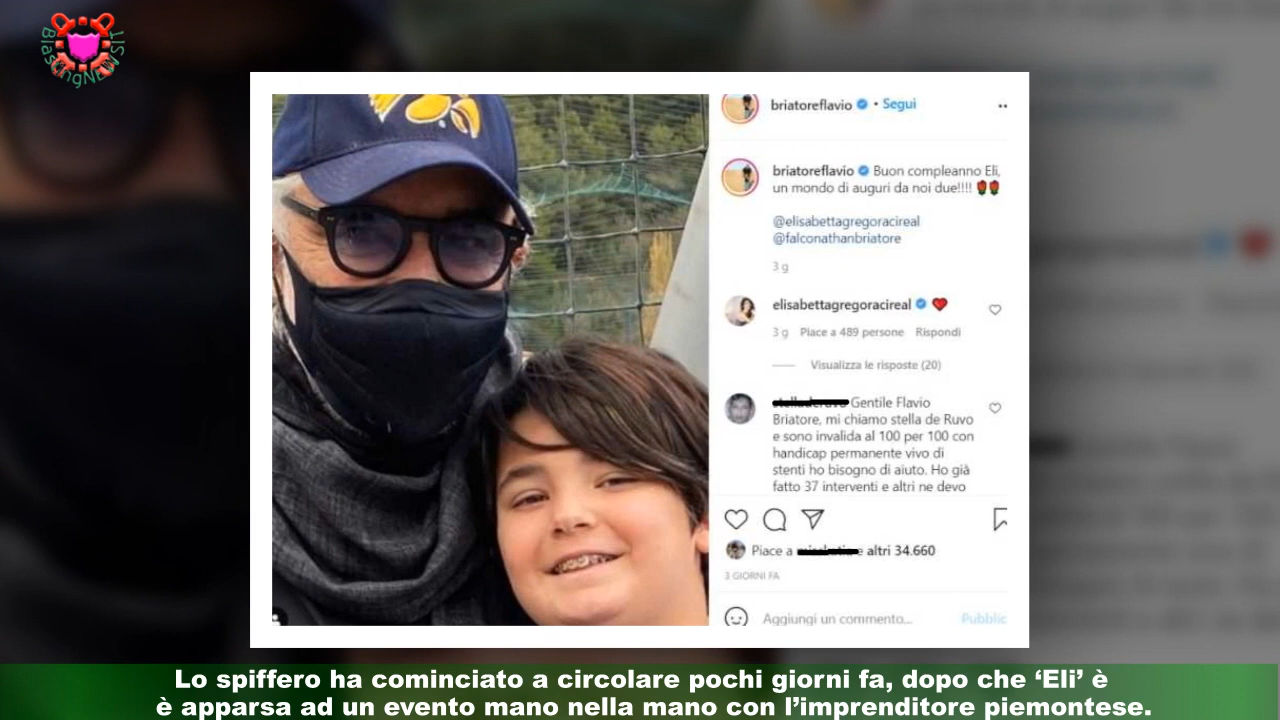 BlastingNEWSIT
briatoreflavio • Segui
briatoreflavio Buon compleanno Eli,
un mondo di auguri da noi due!!!!
@elisabettagregoracireal
@falconathanbriatore
3 g
elisabettagregoracireal
3 g Piace a 489 persone Rispondi
Visualizza le risposte (20)
Gentile Flavio
Briatore, mi chiamo stella de Ruvo
e sono invalida al 100 per 100 con
handicap permanente vivo di
stenti ho bisogno di aiuto. Ho già
fatto 37 interventi e altri ne devo
Piace a e altri 34.660
3 GIORNI FA
Aggiungi un commento...
Pubblic
Lo spiffero ha cominciato a circolare pochi giorni fa, dopo che ‘Eli’ è
è apparsa ad un evento mano nella mano con l’imprenditore piemontese.